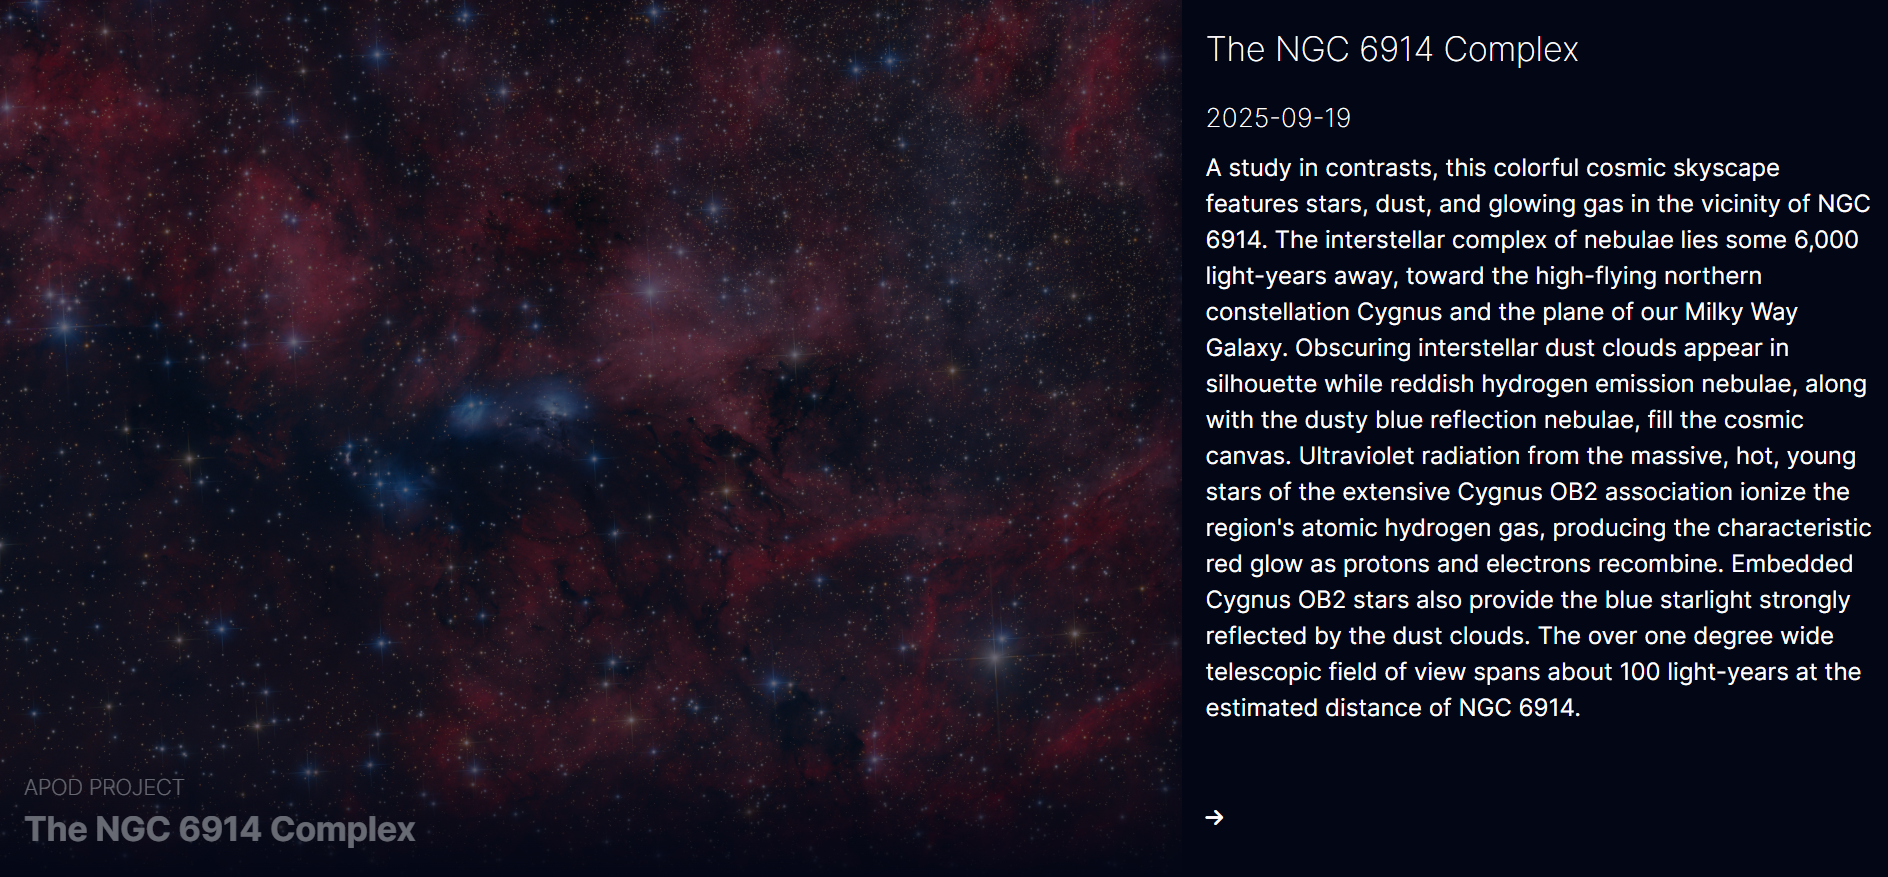 APOD PROJECT
The NGC 6914 Complex
The NGC 6914 Complex
2025-09-19
A study in contrasts, this colorful cosmic skyscape
features stars, dust, and glowing gas in the vicinity of NGC
6914. The interstellar complex of nebulae lies some 6,000
light-years away, toward the high-flying northern
constellation Cygnus and the plane of our Milky Way
Galaxy. Obscuring interstellar dust clouds appear in
silhouette while reddish hydrogen emission nebulae, along
with the dusty blue reflection nebulae, fill the cosmic
canvas. Ultraviolet radiation from the massive, hot, young
stars of the extensive Cygnus OB2 association ionize the
region's atomic hydrogen gas, producing the characteristic
red glow as protons and electrons recombine. Embedded
Cygnus OB2 stars also provide the blue starlight strongly
reflected by the dust clouds. The over one degree wide
telescopic field of view spans about 100 light-years at the
estimated distance of NGC 6914.